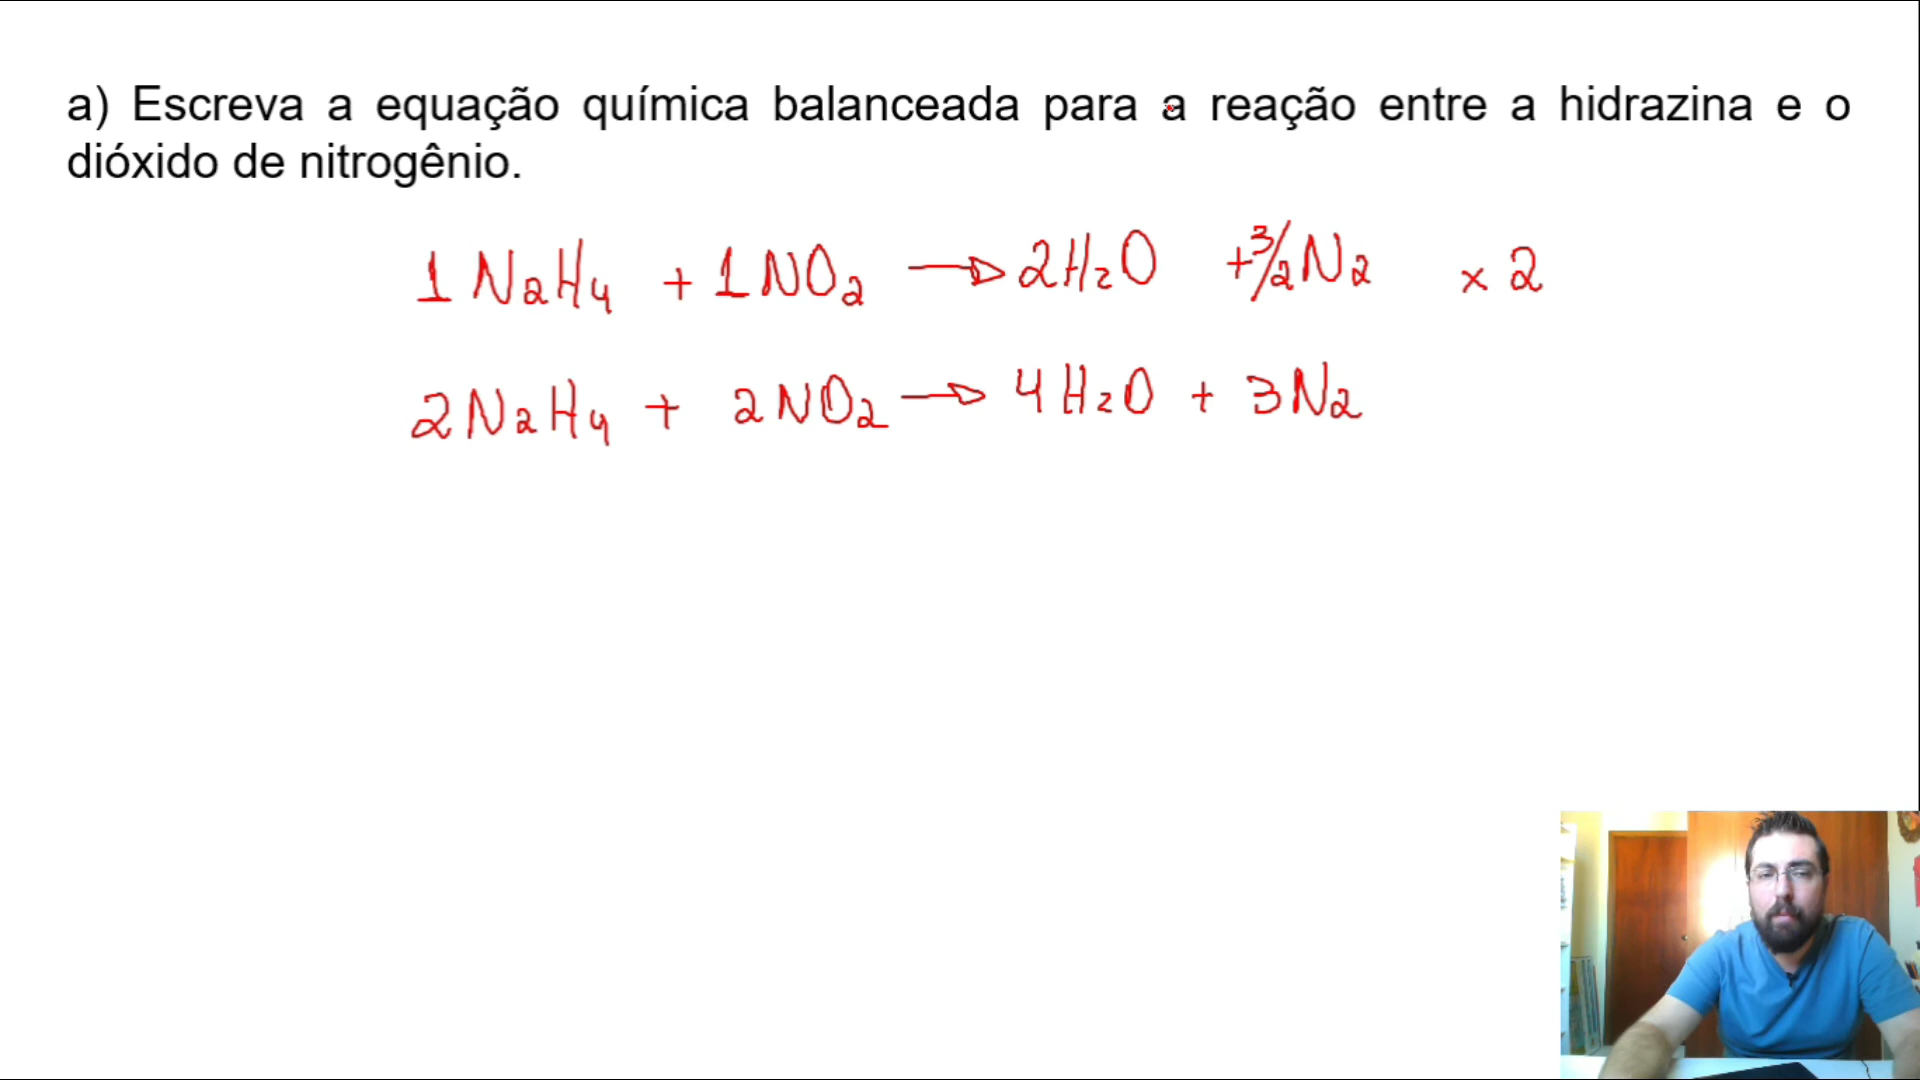 a) Escreva a equação química balanceada para a reação entre a hidrazina e o
dióxido de nitrogênio.
1 N₂H₄ + 1 NO₂ → 2 H₂O + 3/2 N₂ x 2
2 N₂H₄ + 2 NO₂ → 4 H₂O + 3 N₂